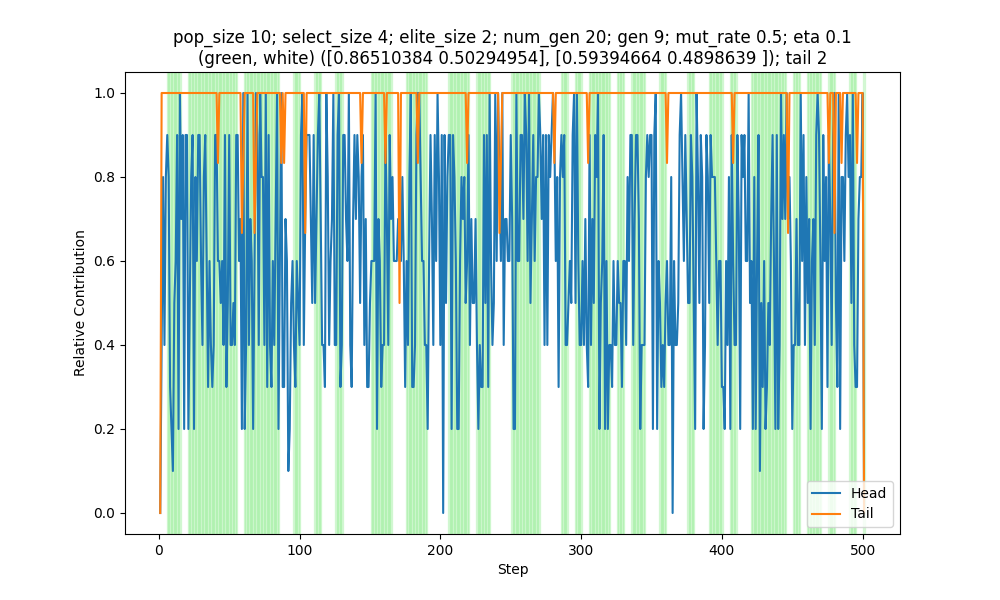 pop_size 10; select_size 4; elite_size 2; num_gen 20; gen 9; mut_rate 0.5; eta 0.1
(green, white) ([0.86510384 0.50294954], [0.59394664 0.4898639 ]); tail 2
1.0
0.8
0.6
0.4
0.2
0.0
Relative Contribution
Head
Tail
0
100
200
300
400
500
Step